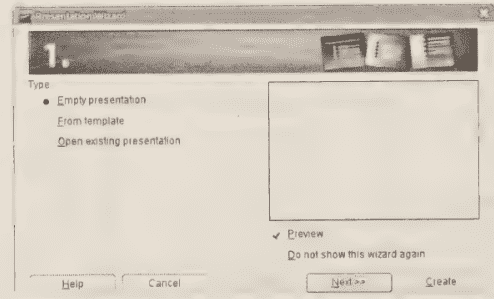 Presentation Wizard
1.
Type
Empty presentation
From template
Open existing presentation
Preview
Do not show this wizard again
Help
Cancel
Next >>
Create